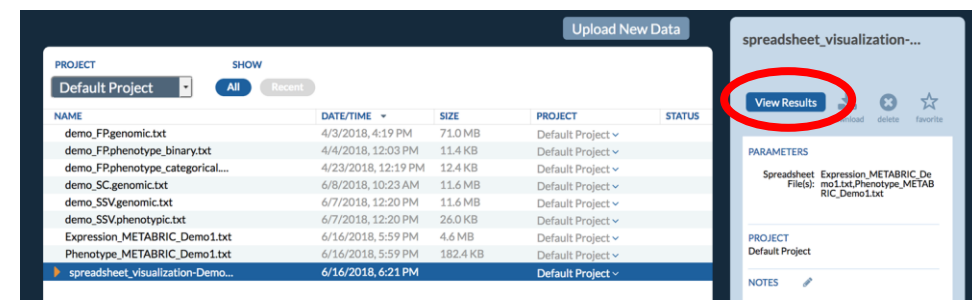 Upload New Data
PROJECT SHOW
Default Project All Recent
NAME DATE/TIME SIZE PROJECT STATUS
demo_FP.genomic.txt 4/3/2018, 4:19 PM 71.0 MB Default Project
demo_FP.phenotype_binary.txt 4/4/2018, 12:03 PM 11.4 KB Default Project
demo_FP.phenotype_categorical.... 4/23/2018, 12:19 PM 12.4 KB Default Project
demo_SC.genomic.txt 6/8/2018, 10:23 AM 11.6 MB Default Project
demo_SSV.genomic.txt 6/7/2018, 12:20 PM 11.6 MB Default Project
demo_SSV.phenotypic.txt 6/7/2018, 12:20 PM 26.0 KB Default Project
Expression_METABRIC_Demo1.txt 6/16/2018, 5:59 PM 4.6 MB Default Project
Phenotype_METABRIC_Demo1.txt 6/16/2018, 5:59 PM 182.4 KB Default Project
spreadsheet_visualization-Demo... 6/16/2018, 6:21 PM Default Project
spreadsheet_visualization-...
View Results
delete favorite
PARAMETERS
Spreadsheet Expression_METABRIC_De
File(s): mo1.txt,Phenotype_METAB
RIC_Demo1.txt
PROJECT
Default Project
NOTES